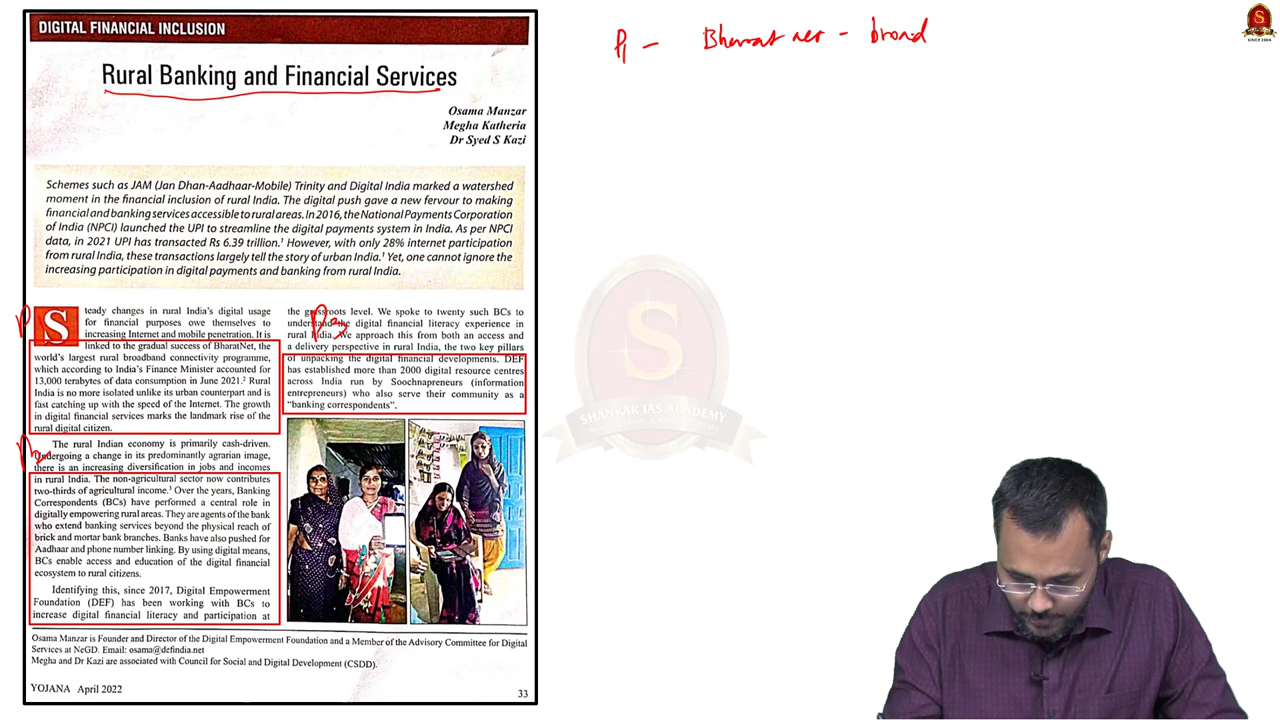 DIGITAL FINANCIAL INCLUSION
Rural Banking and Financial Services
Osama Manzar
Megha Katheria
Dr Syed S Kazi
Schemes such as JAM (Jan Dhan-Aadhaar-Mobile) Trinity and Digital India marked a watershed
moment in the financial inclusion of rural India. The digital push gave a new fervour to making
financial and banking services accessible to rural areas. In 2016, the National Payments Corporation
of India (NPCI) launched the UPI to streamline the digital payments system in India. As per NPCI
data, in 2021 UPI has transacted Rs 6.39 trillion.¹ However, with only 28% internet participation
from rural India, these transactions largely tell the story of urban India.¹ Yet, one cannot ignore the
increasing participation in digital payments and banking from rural India.
P
S
teady changes in rural India's digital usage
for financial purposes owe themselves to
increasing Internet and mobile penetration. It is
linked to the gradual success of BharatNet, the
world's largest rural broadband connectivity programme,
which according to India's Finance Minister accounted for
13,000 terabytes of data consumption in June 2021.² Rural
India is no more isolated unlike its urban counterpart and is
fast catching up with the speed of the Internet. The growth
in digital financial services marks the landmark rise of the
rural digital citizen.
P2
The rural Indian economy is primarily cash-driven.
Undergoing a change in its predominantly agrarian image,
there is an increasing diversification in jobs and incomes
in rural India. The non-agricultural sector now contributes
two-thirds of agricultural income.³ Over the years, Banking
Correspondents (BCs) have performed a central role in
digitally empowering rural areas. They are agents of the bank
who extend banking services beyond the physical reach of
brick and mortar bank branches. Banks have also pushed for
Aadhaar and phone number linking. By using digital means,
BCs enable access and education of the digital financial
ecosystem to rural citizens.
Identifying this, since 2017, Digital Empowerment
Foundation (DEF) has been working with BCs to
increase digital financial literacy and participation at
P3
the grassroots level. We spoke to twenty such BCs to
understand the digital financial literacy experience in
rural India. We approach this from both an access and
a delivery perspective in rural India, the two key pillars
of unpacking the digital financial developments. DEF
has established more than 2000 digital resource centres
across India run by Soochnapreneurs (information
entrepreneurs) who also serve their community as a
"banking correspondents".
Osama Manzar is Founder and Director of the Digital Empowerment Foundation and a Member of the Advisory Committee for Digital
Services at NeGD. Email: osama@defindia.net
Megha and Dr Kazi are associated with Council for Social and Digital Development (CSDD).
YOJANA April 2022
33
P1 - Bharat net - broad
S
SINCE 2004
S
SHANKAR IAS ACADEMY
SINCE 2004